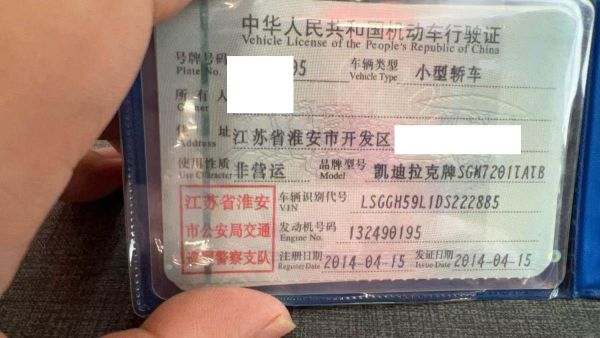 中华人民共和国机动车行驶证
Vehicle License of the People's Republic of China
号牌号码 95 车辆类型 小型轿车
Plate No. Vehicle Type
所有人
Owner
住 址 江苏省淮安市开发区
使用性质 非营运 品牌型号 凯迪拉克牌SGM7201TATB
Use Character Model
江苏省淮安
市公安局交通
巡逻警察支队
车辆识别代号 LSGGH59L1DS222885
VIN
发动机号码 132490195
Engine No.
注册日期 2014-04-15 发证日期 2014-04-15
Register Date Issue Date